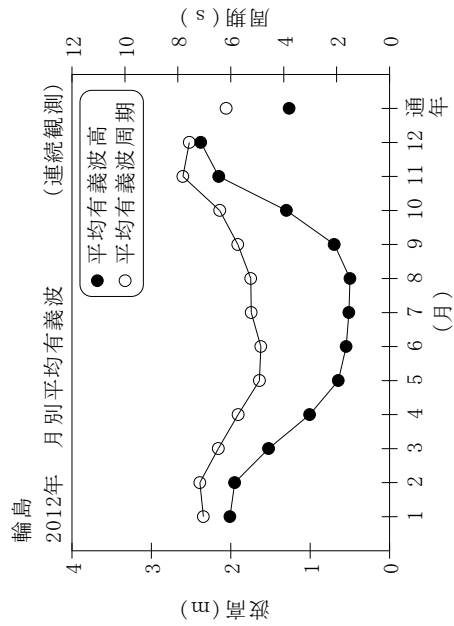 輪島
2012年 月別平均有義波 (連続観測)
平均有義波高
平均有義波周期
波高(m)
4
3
2
1
0
周期(s)
12
10
8
6
4
2
0
1 2 3 4 5 6 7 8 9 10 11 12 通年
(月)